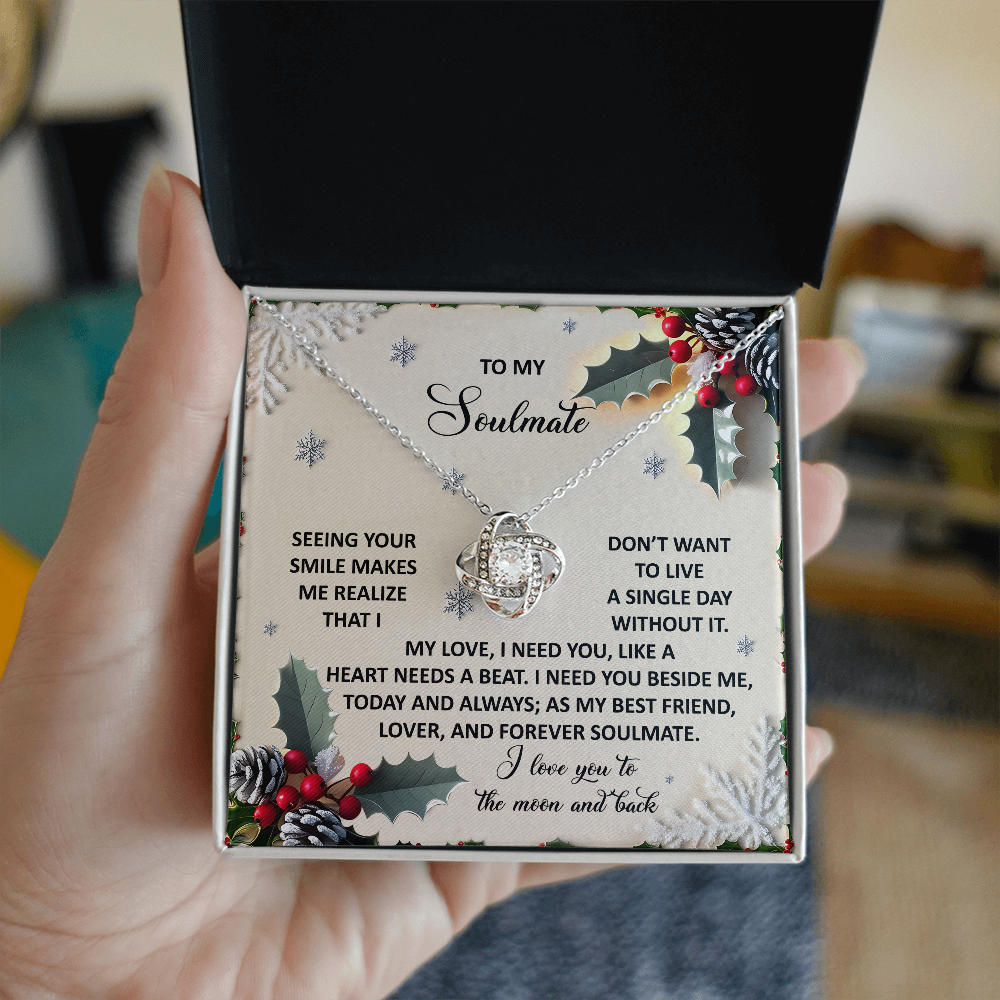 TO MY
Soulmate
SEEING YOUR
SMILE MAKES
ME REALIZE
THAT I
DON’T WANT
TO LIVE
A SINGLE DAY
WITHOUT IT.
MY LOVE, I NEED YOU, LIKE A
HEART NEEDS A BEAT. I NEED YOU BESIDE ME,
TODAY AND ALWAYS; AS MY BEST FRIEND,
LOVER, AND FOREVER SOULMATE.
I love you to
the moon and back